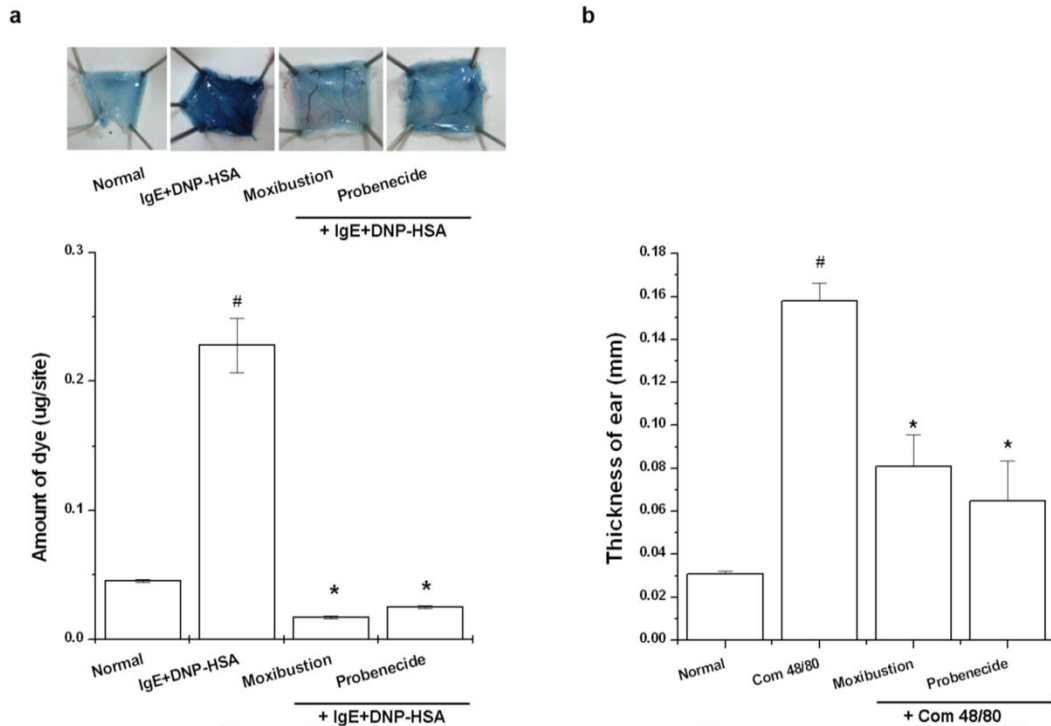 a
Normal
IgE+DNP-HSA
Moxibustion
Probenecide
+ IgE+DNP-HSA
0.3
0.2
0.1
0.0
Amount of dye (ug/site)
#
*
*
Normal
IgE+DNP-HSA
Moxibustion
Probenecide
+ IgE+DNP-HSA
b
0.18
0.16
0.14
0.12
0.10
0.08
0.06
0.04
0.02
0.00
Thickness of ear (mm)
#
*
*
Normal
Com 48/80
Moxibustion
Probenecide
+ Com 48/80